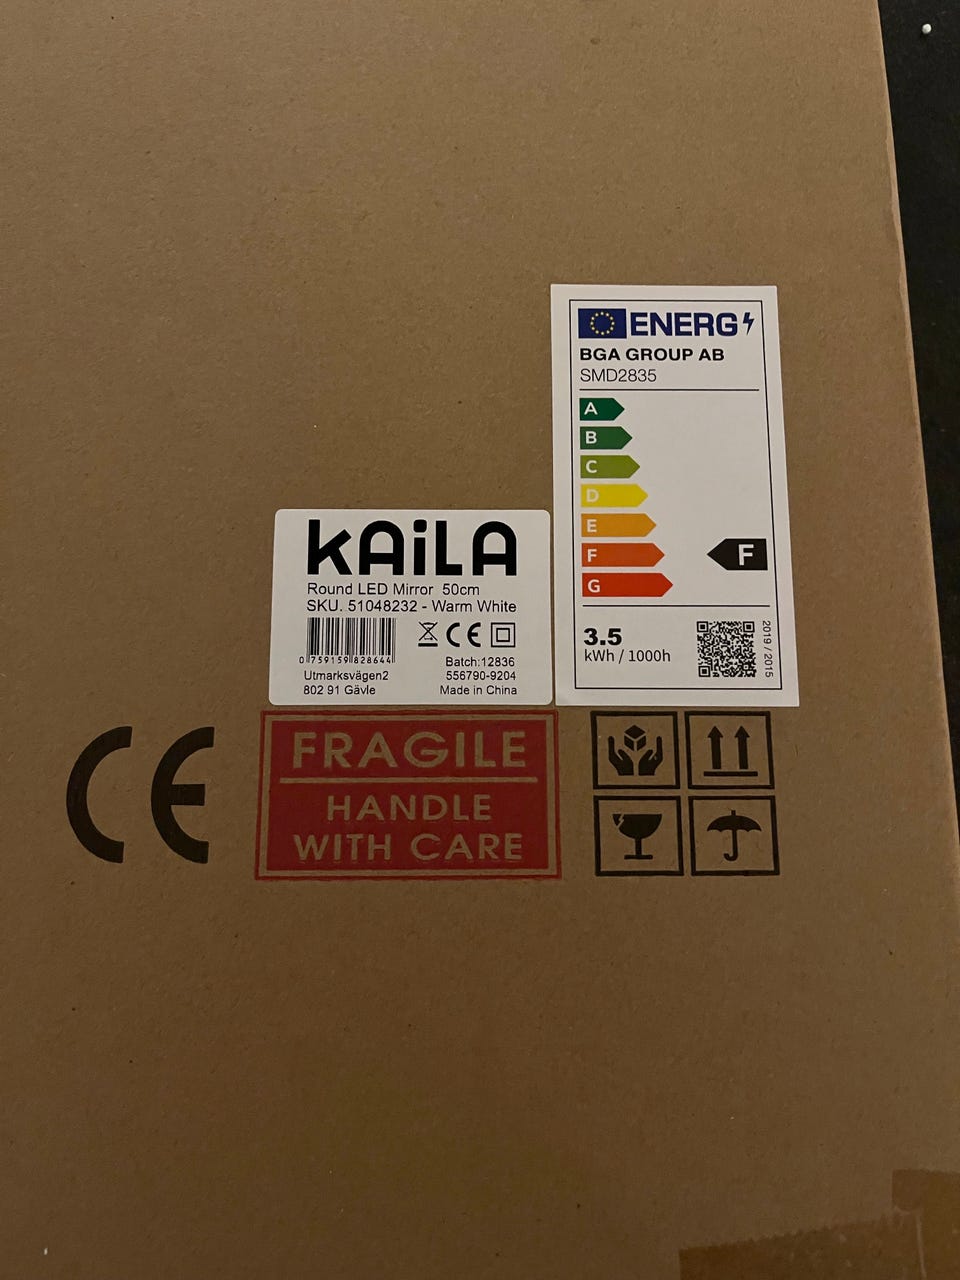 ENERG
BGA GROUP AB
SMD2835
A
B
C
D
E
F
G
F
3.5
kWh / 1000h
2019 / 2015
kAiLA
Round LED Mirror 50cm
SKU. 51048232 - Warm White
CE
0 759159 828644
Batch:12836
Utmarksvägen2
556790-9204
802 91 Gävle
Made in China
CE
FRAGILE
HANDLE
WITH CARE